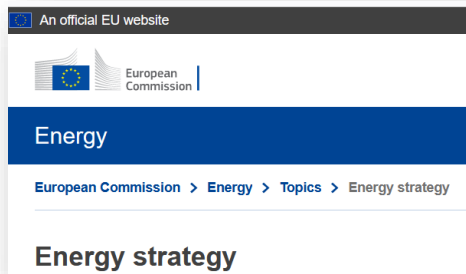 An official EU website
European
Commission
Energy
European Commission > Energy > Topics > Energy strategy
Energy strategy